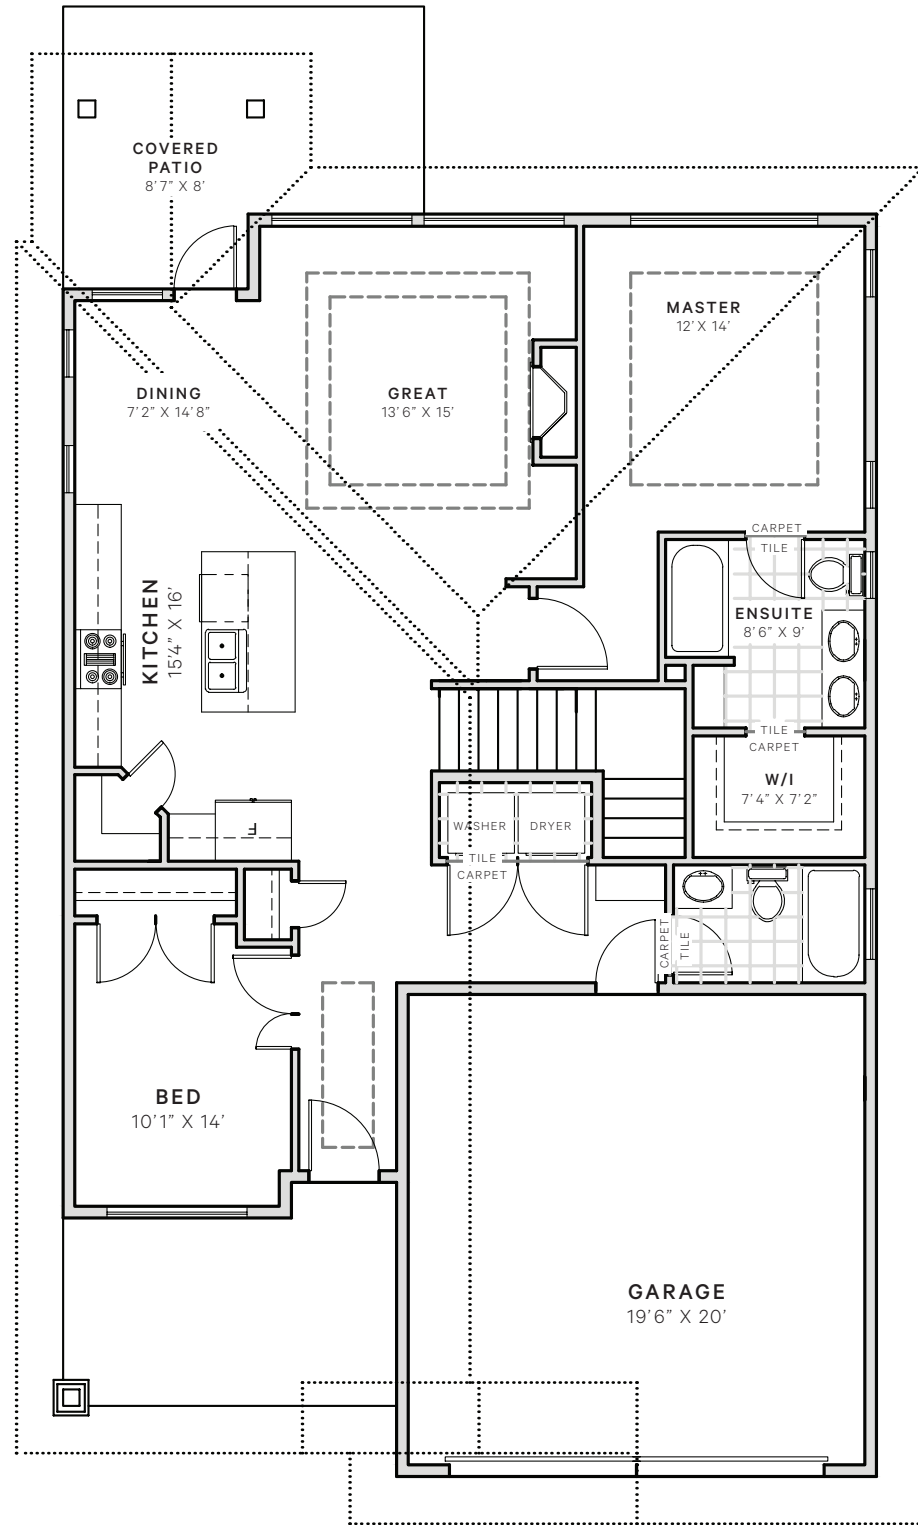 COVERED
PATIO
8'7" X 8'
MASTER
12' X 14'
DINING
7'2" X 14'8"
GREAT
13'6" X 15'
CARPET
TILE
KITCHEN
15'4" X 16'
ENSUITE
8'6" X 9'
TILE
CARPET
W/I
7'4" X 7'2"
F
WASHER
DRYER
TILE
CARPET
CARPET
TILE
BED
10'1" X 14'
GARAGE
19'6" X 20'